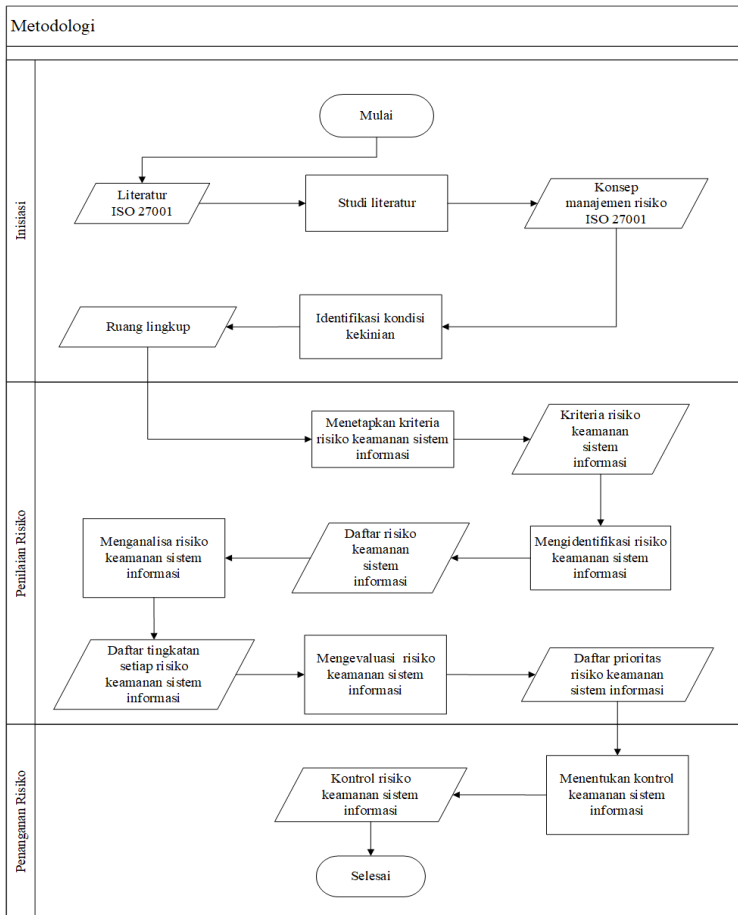 Metodologi
Inisiasi
Mulai
Literatur
ISO 27001
Studi literatur
Konsep
manajemen risiko
ISO 27001
Identifikasi kondisi
kekinian
Ruang lingkup
Penilaian Risiko
Menetapkan kriteria
risiko keamanan sistem
informasi
Kriteria risiko
keamanan
sistem
informasi
Mengidentifikasi risiko
keamanan sistem
informasi
Daftar risiko
keamanan
sistem
informasi
Menganalisa risiko
keamanan sistem
informasi
Daftar tingkatan
setiap risiko
keamanan sistem
informasi
Mengevaluasi risiko
keamanan sistem
informasi
Daftar prioritas
risiko keamanan
sistem informasi
Penanganan Risiko
Menentukan kontrol
keamanan sistem
informasi
Kontrol risiko
keamanan sistem
informasi
Selesai